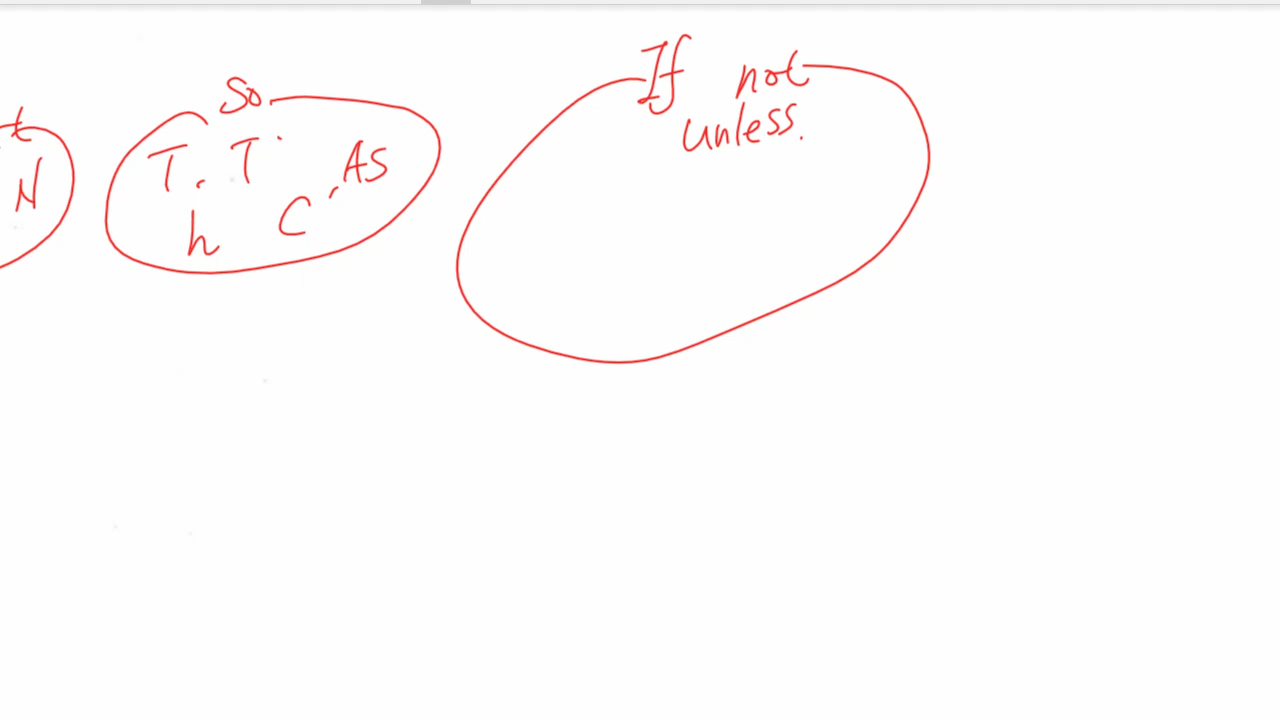 t
N
So.
T. T
AS
h
C
If not
unless.